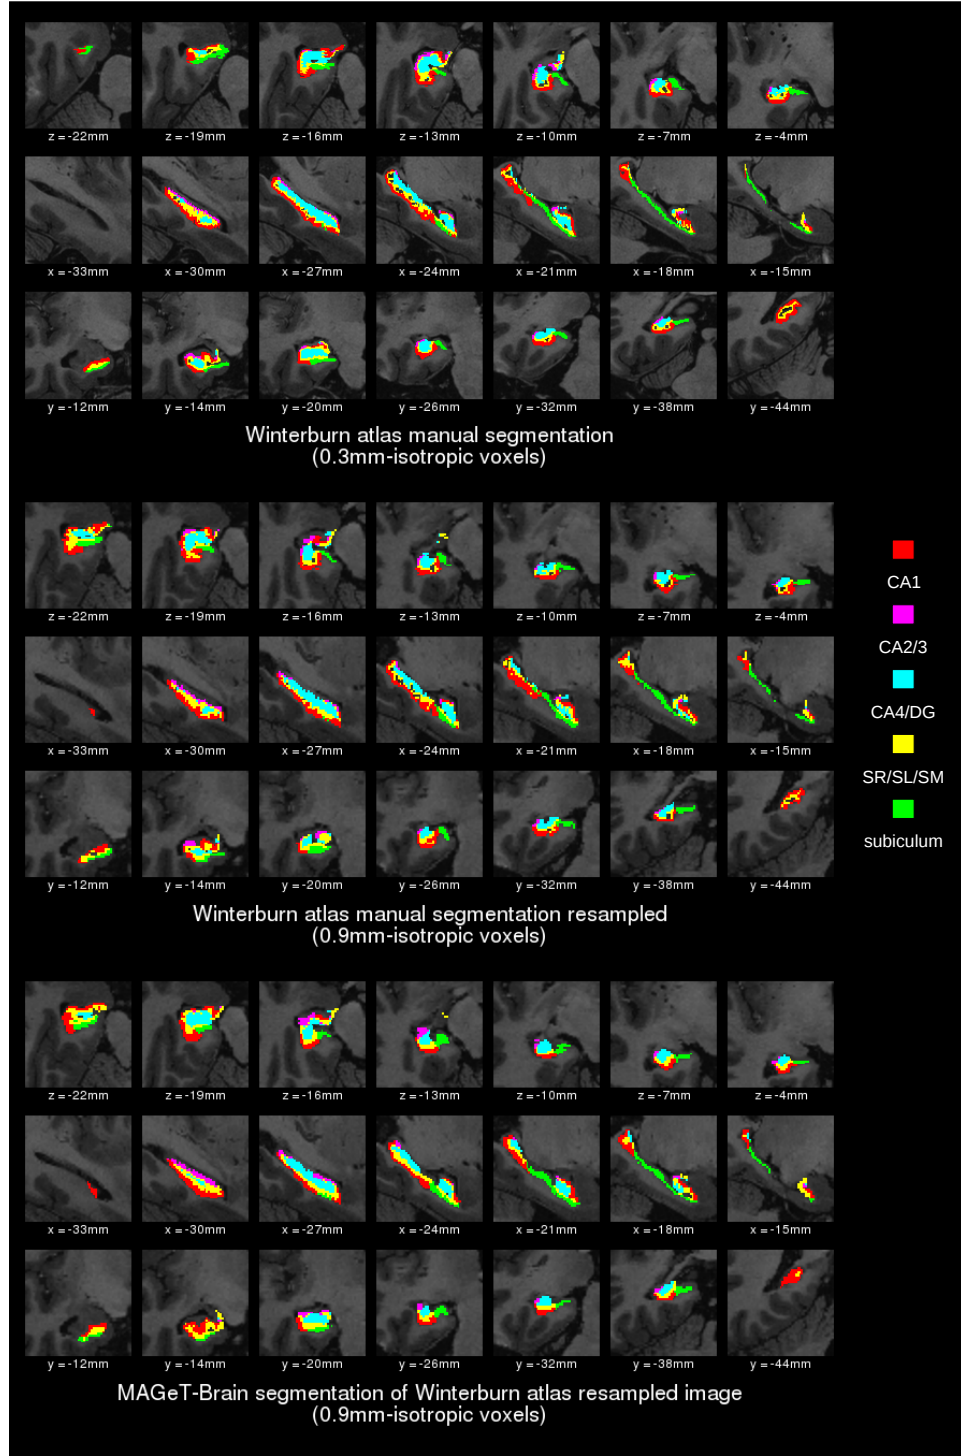 z = -22mm z = -19mm z = -16mm z = -13mm z = -10mm z = -7mm z = -4mm
x = -33mm x = -30mm x = -27mm x = -24mm x = -21mm x = -18mm x = -15mm
y = -12mm y = -14mm y = -20mm y = -26mm y = -32mm y = -38mm y = -44mm
Winterburn atlas manual segmentation
(0.3mm-isotropic voxels)
z = -22mm z = -19mm z = -16mm z = -13mm z = -10mm z = -7mm z = -4mm
x = -33mm x = -30mm x = -27mm x = -24mm x = -21mm x = -18mm x = -15mm
y = -12mm y = -14mm y = -20mm y = -26mm y = -32mm y = -38mm y = -44mm
Winterburn atlas manual segmentation resampled
(0.9mm-isotropic voxels)
CA1
CA2/3
CA4/DG
SR/SL/SM
subiculum
z = -22mm z = -19mm z = -16mm z = -13mm z = -10mm z = -7mm z = -4mm
x = -33mm x = -30mm x = -27mm x = -24mm x = -21mm x = -18mm x = -15mm
y = -12mm y = -14mm y = -20mm y = -26mm y = -32mm y = -38mm y = -44mm
MAGeT-Brain segmentation of Winterburn atlas resampled image
(0.9mm-isotropic voxels)